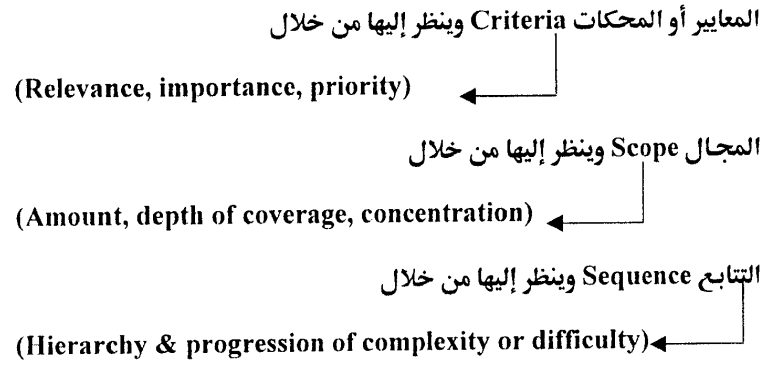 المعايير أو المحكات Criteria وينظر إليها من خلال
(Relevance, importance, priority)
المجال Scope وينظر إليها من خلال
(Amount, depth of coverage, concentration)
التتابع Sequence وينظر إليها من خلال
(Hierarchy & progression of complexity or difficulty)